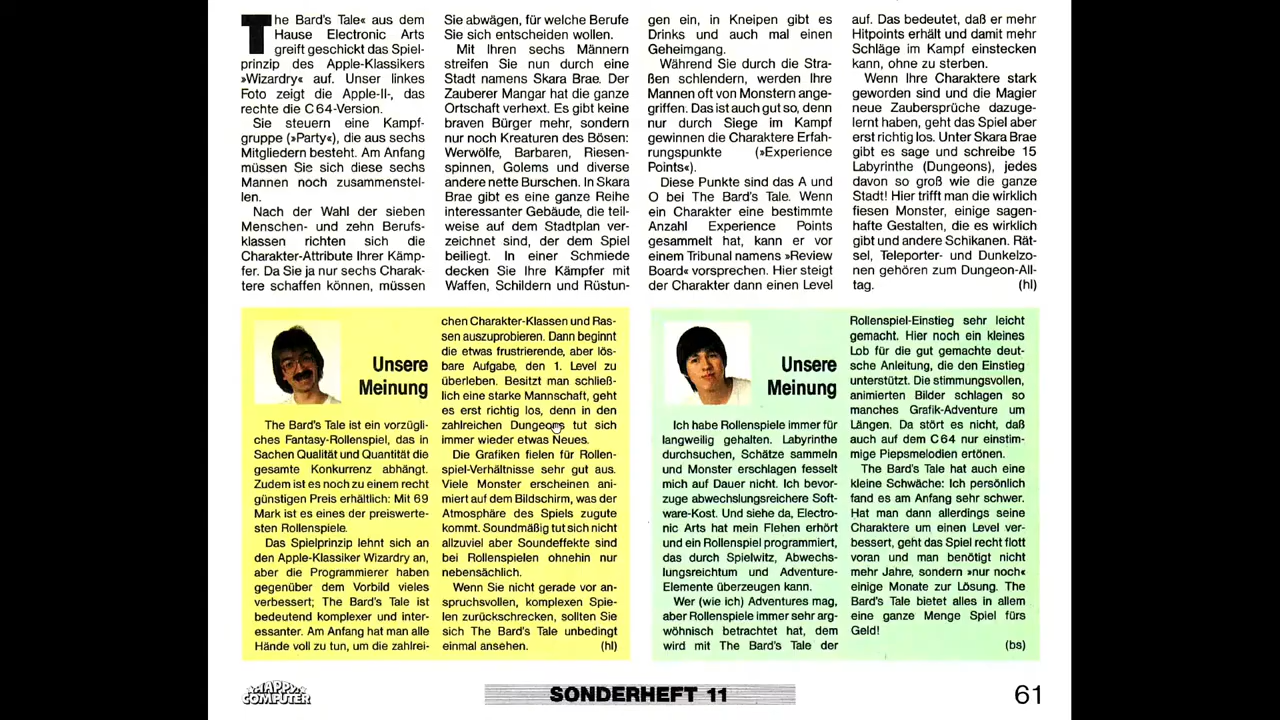 The Bard's Tale« aus dem
Hause Electronic Arts
greift geschickt das Spiel-
prinzip des Apple-Klassikers
»Wizardry« auf. Unser linkes
Foto zeigt die Apple-II-, das
rechte die C 64-Version.
Sie steuern eine Kampf-
gruppe (»Party«), die aus sechs
Mitgliedern besteht. Am Anfang
müssen Sie sich diese sechs
Mannen noch zusammenstel-
len.
Nach der Wahl der sieben
Menschen- und zehn Berufs-
klassen richten sich die
Charakter-Attribute Ihrer Kämp-
fer. Da Sie ja nur sechs Charak-
tere schaffen können, müssen
Sie abwägen, für welche Berufe
Sie sich entscheiden wollen.
Mit Ihren sechs Männern
streifen Sie nun durch eine
Stadt namens Skara Brae. Der
Zauberer Mangar hat die ganze
Ortschaft verhext. Es gibt keine
braven Bürger mehr, sondern
nur noch Kreaturen des Bösen:
Werwölfe, Barbaren, Riesen-
spinnen, Golems und diverse
andere nette Burschen. In Skara
Brae gibt es eine ganze Reihe
interessanter Gebäude, die teil-
weise auf dem Stadtplan ver-
zeichnet sind, der dem Spiel
beiliegt. In einer Schmiede
decken Sie Ihre Kämpfer mit
Waffen, Schildern und Rüstun-
gen ein, in Kneipen gibt es
Drinks und auch mal einen
Geheimgang.
Während Sie durch die Stra-
ßen schlendern, werden Ihre
Mannen oft von Monstern ange-
griffen. Das ist auch gut so, denn
nur durch Siege im Kampf
gewinnen die Charaktere Erfah-
rungspunkte (»Experience
Points«).
Diese Punkte sind das A und
O bei The Bard's Tale. Wenn
ein Charakter eine bestimmte
Anzahl Experience Points
gesammelt hat, kann er vor
einem Tribunal namens »Review
Board« vorsprechen. Hier steigt
der Charakter dann einen Level
auf. Das bedeutet, daß er mehr
Hitpoints erhält und damit mehr
Schläge im Kampf einstecken
kann, ohne zu sterben.
Wenn Ihre Charaktere stark
geworden sind und die Magier
neue Zaubersprüche dazuge-
lernt haben, geht das Spiel aber
erst richtig los. Unter Skara Brae
gibt es sage und schreibe 15
Labyrinthe (Dungeons), jedes
davon so groß wie die ganze
Stadt! Hier trifft man die wirklich
fiesen Monster, einige sagen-
hafte Gestalten, die es wirklich
gibt und andere Schikanen. Rät-
sel, Teleporter- und Dunkelzo-
nen gehören zum Dungeon-All-
tag. (hl)
Unsere
Meinung
The Bard's Tale ist ein vorzügli-
ches Fantasy-Rollenspiel, das in
Sachen Qualität und Quantität die
gesamte Konkurrenz abhängt.
Zudem ist es noch zu einem recht
günstigen Preis erhältlich: Mit 69
Mark ist es eines der preiswerte-
sten Rollenspiele.
Das Spielprinzip lehnt sich an
den Apple-Klassiker Wizardry an,
aber die Programmierer haben
gegenüber dem Vorbild vieles
verbessert; The Bard's Tale ist
bedeutend komplexer und inter-
essanter. Am Anfang hat man alle
Hände voll zu tun, um die zahlrei-
chen Charakter-Klassen und Ras-
sen auszuprobieren. Dann beginnt
die etwas frustrierende, aber lös-
bare Aufgabe, den 1. Level zu
überleben. Besitzt man schließ-
lich eine starke Mannschaft, geht
es erst richtig los, denn in den
zahlreichen Dungeons tut sich
immer wieder etwas Neues.
Die Grafiken fielen für Rollen-
spiel-Verhältnisse sehr gut aus.
Viele Monster erscheinen ani-
miert auf dem Bildschirm, was der
Atmosphäre des Spiels zugute
kommt. Soundmäßig tut sich nicht
allzuviel aber Soundeffekte sind
bei Rollenspielen ohnehin nur
nebensächlich.
Wenn Sie nicht gerade vor an-
spruchsvollen, komplexen Spie-
len zurückschrecken, sollten Sie
sich The Bard's Tale unbedingt
einmal ansehen. (hl)
Unsere
Meinung
Ich habe Rollenspiele immer für
langweilig gehalten. Labyrinthe
durchsuchen, Schätze sammeln
und Monster erschlagen fesselt
mich auf Dauer nicht. Ich bevor-
zuge abwechslungsreichere Soft-
ware-Kost. Und siehe da, Electro-
nic Arts hat mein Flehen erhört
und ein Rollenspiel programmiert,
das durch Spielwitz, Abwechs-
lungsreichtum und Adventure-
Elemente überzeugen kann.
Wer (wie ich) Adventures mag,
aber Rollenspiele immer sehr arg-
wöhnisch betrachtet hat, dem
wird mit The Bard's Tale der
Rollenspiel-Einstieg sehr leicht
gemacht. Hier noch ein kleines
Lob für die gut gemachte deut-
sche Anleitung, die den Einstieg
unterstützt. Die stimmungsvollen,
animierten Bilder schlagen so
manches Grafik-Adventure um
Längen. Da stört es nicht, daß
auch auf dem C 64 nur einstim-
mige Piepsmelodien ertönen.
The Bard's Tale hat auch eine
kleine Schwäche: Ich persönlich
fand es am Anfang sehr schwer.
Hat man dann allerdings seine
Charaktere um einen Level ver-
bessert, geht das Spiel recht flott
voran und man benötigt nicht
mehr Jahre, sondern »nur noch«
einige Monate zur Lösung. The
Bard's Tale bietet alles in allem
eine ganze Menge Spiel fürs
Geld! (bs)
HAPPY
COMPUTER
SONDERHEFT 11
61